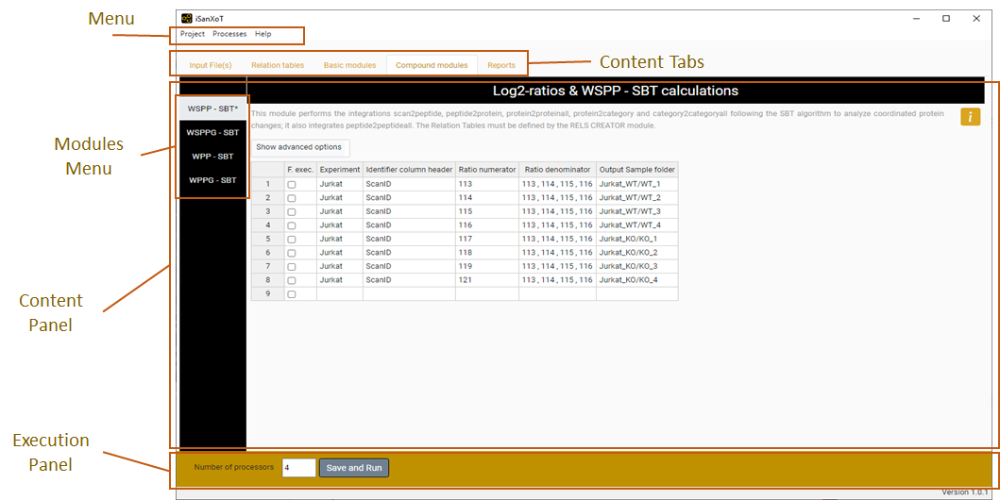 Menu
iSanXoT
Project Processes Help
Input File(s) Relation tables Basic modules Compound modules Reports
Content Tabs
Log2-ratios & WSPP - SBT calculations
Modules
Menu
WSPP - SBT*
WSPPG - SBT
WPP - SBT
WPPG - SBT
This module performs the integrations scan2peptide, peptide2protein, protein2proteinall, protein2category and category2categoryall following the SBT algorithm to analyze coordinated protein
changes; it also integrates peptide2peptideall. The Relation Tables must be defined by the RELS CREATOR module.
i
Show advanced options
F. exec. Experiment Identifier column header Ratio numerator Ratio denominator Output Sample folder
1 Jurkat ScanID 113 113 , 114 , 115 , 116 Jurkat_WT/WT_1
2 Jurkat ScanID 114 113 , 114 , 115 , 116 Jurkat_WT/WT_2
3 Jurkat ScanID 115 113 , 114 , 115 , 116 Jurkat_WT/WT_3
4 Jurkat ScanID 116 113 , 114 , 115 , 116 Jurkat_WT/WT_4
5 Jurkat ScanID 117 113 , 114 , 115 , 116 Jurkat_KO/KO_1
6 Jurkat ScanID 118 113 , 114 , 115 , 116 Jurkat_KO/KO_2
7 Jurkat ScanID 119 113 , 114 , 115 , 116 Jurkat_KO/KO_3
8 Jurkat ScanID 121 113 , 114 , 115 , 116 Jurkat_KO/KO_4
9
Content
Panel
Execution
Panel
Number of processors 4 Save and Run
Version 1.0.1